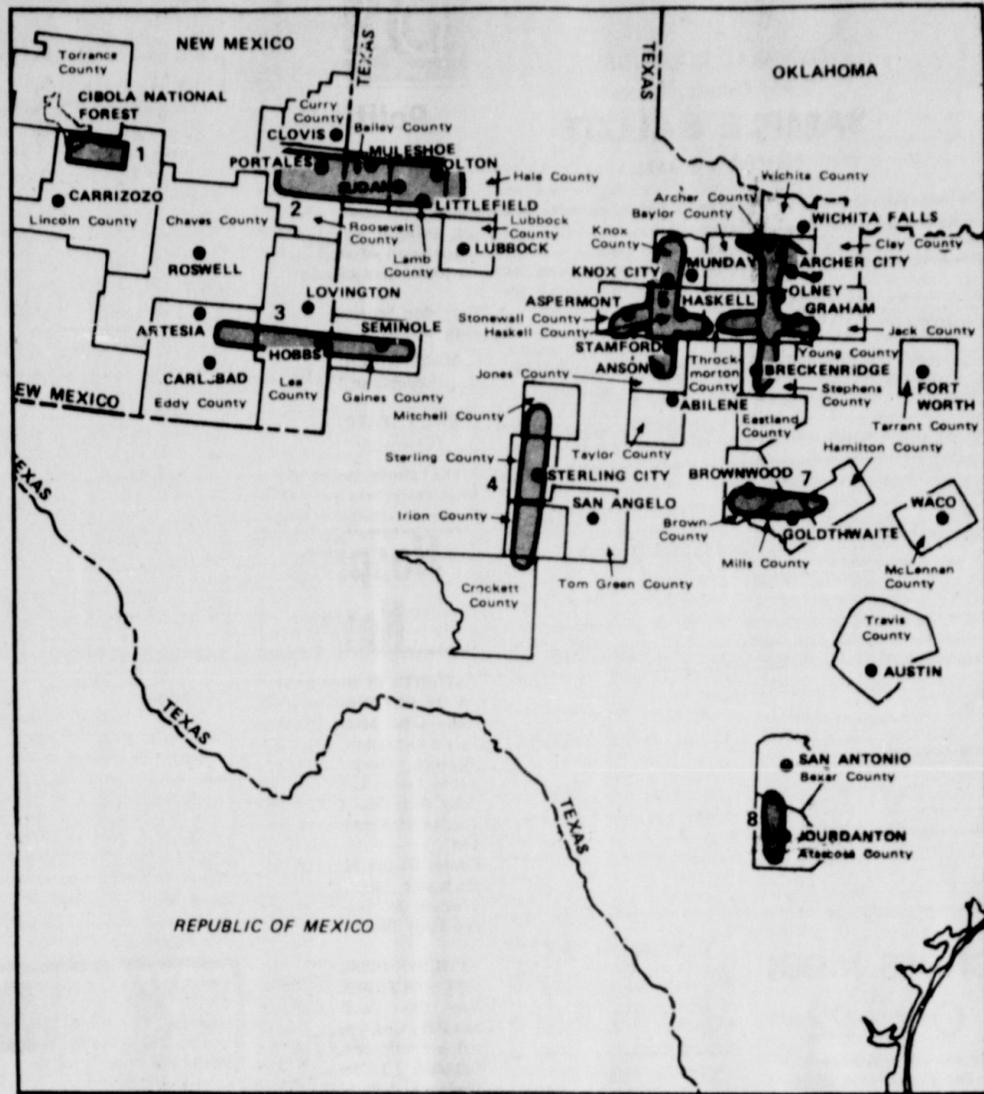 NEW MEXICO
TEXAS
TEXAS
OKLAHOMA
Torrance
County
CIBOLA NATIONAL
FOREST
1
CARRIZOZO
Lincoln County
Chaves County
ROSWELL
Curry
County
CLOVIS
Bailey County
MULESHOE
PORTALES
OLTON
SUDAN
Hale County
LITTLEFIELD
2
Roosevelt
County
Lubbock
County
Lamb
County
LUBBOCK
LOVINGTON
3
SEMINOLE
ARTESIA
HOBBS
CARLSBAD
Eddy County
Lea
County
Gaines County
NEW MEXICO
TEXAS
Wichita County
Archer County
Baylor County
WICHITA FALLS
Knox
County
Clay County
MUNDAY
ARCHER CITY
KNOX CITY
OLNEY
ASPERMONT
HASKELL
GRAHAM
Stonewall County
Haskell County
Jack County
STAMFORD
Throck-
morton
County
Young County
ANSON
BRECKENRIDGE
Jones County
Stephens
County
FORT
WORTH
Mitchell County
ABILENE
Eastland
County
Tarrant County
Taylor County
Hamilton County
Sterling County
4
STERLING CITY
BROWNWOOD
7
SAN ANGELO
WACO
Irion County
Brown
County
GOLDTHWAITE
Mills County
McLennan
County
Crockett
County
Tom Green County
Travis
County
AUSTIN
TEXAS
TEXAS
SAN ANTONIO
Bexar County
8
JOURDANTON
Atascosa County
REPUBLIC OF MEXICO